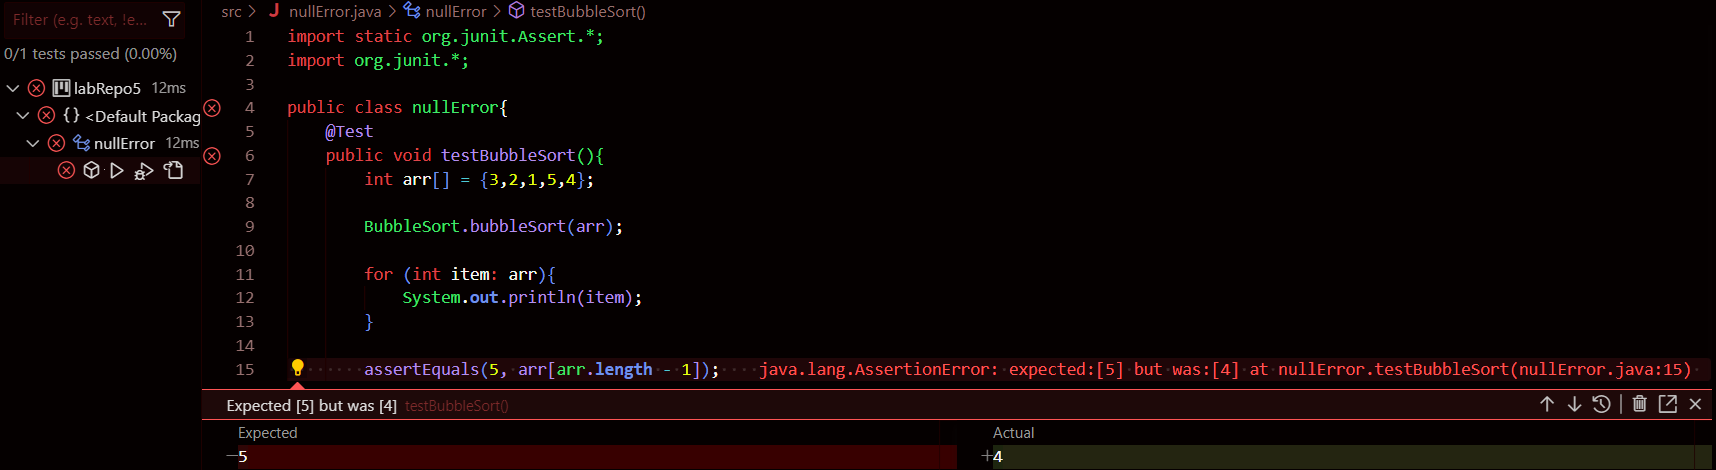 Filter (e.g. text, !e...
0/1 tests passed (0.00%)
labRepo5 12ms
{} <Default Packag
nullError 12ms
src > J nullError.java > nullError > testBubbleSort()
1 import static org.junit.Assert.*;
2 import org.junit.*;
3
4 public class nullError{
5 @Test
6 public void testBubbleSort(){
7 int arr[] = {3,2,1,5,4};
8
9 BubbleSort.bubbleSort(arr);
10
11 for (int item: arr){
12 System.out.println(item);
13 }
14
15 assertEquals(5, arr[arr.length - 1]); java.lang.AssertionError: expected:[5] but was:[4] at nullError.testBubbleSort(nullError.java:15)
Expected [5] but was [4] testBubbleSort()
Expected Actual
−5 +4